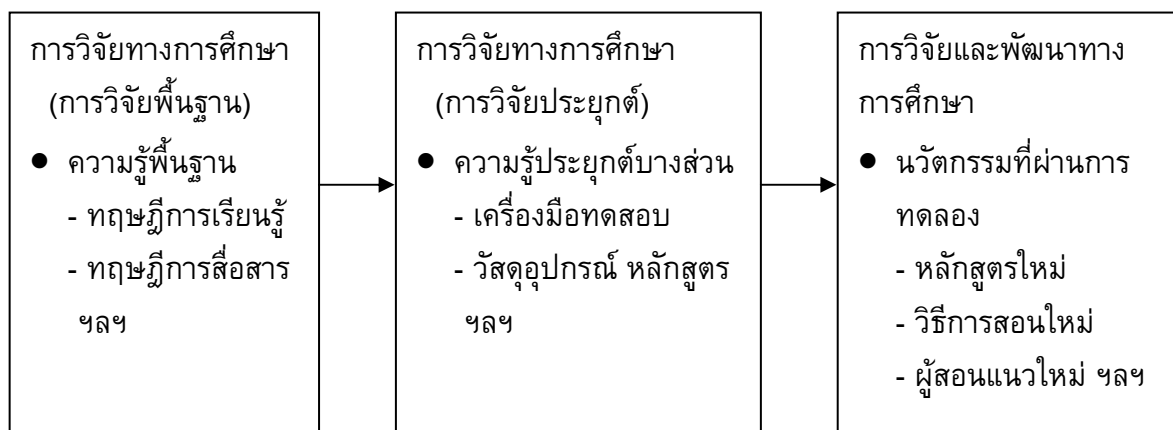 การวิจัยทางการศึกษา
(การวิจัยพื้นฐาน)
● ความรู้พื้นฐาน
- ทฤษฎีการเรียนรู้
- ทฤษฎีการสื่อสาร
ฯลฯ
การวิจัยทางการศึกษา
(การวิจัยประยุกต์)
● ความรู้ประยุกต์บางส่วน
- เครื่องมือทดสอบ
- วัสดุอุปกรณ์ หลักสูตร
ฯลฯ
การวิจัยและพัฒนาทาง
การศึกษา
● นวัตกรรมที่ผ่านการ
ทดลอง
- หลักสูตรใหม่
- วิธีการสอนใหม่
- ผู้สอนแนวใหม่ ฯลฯ